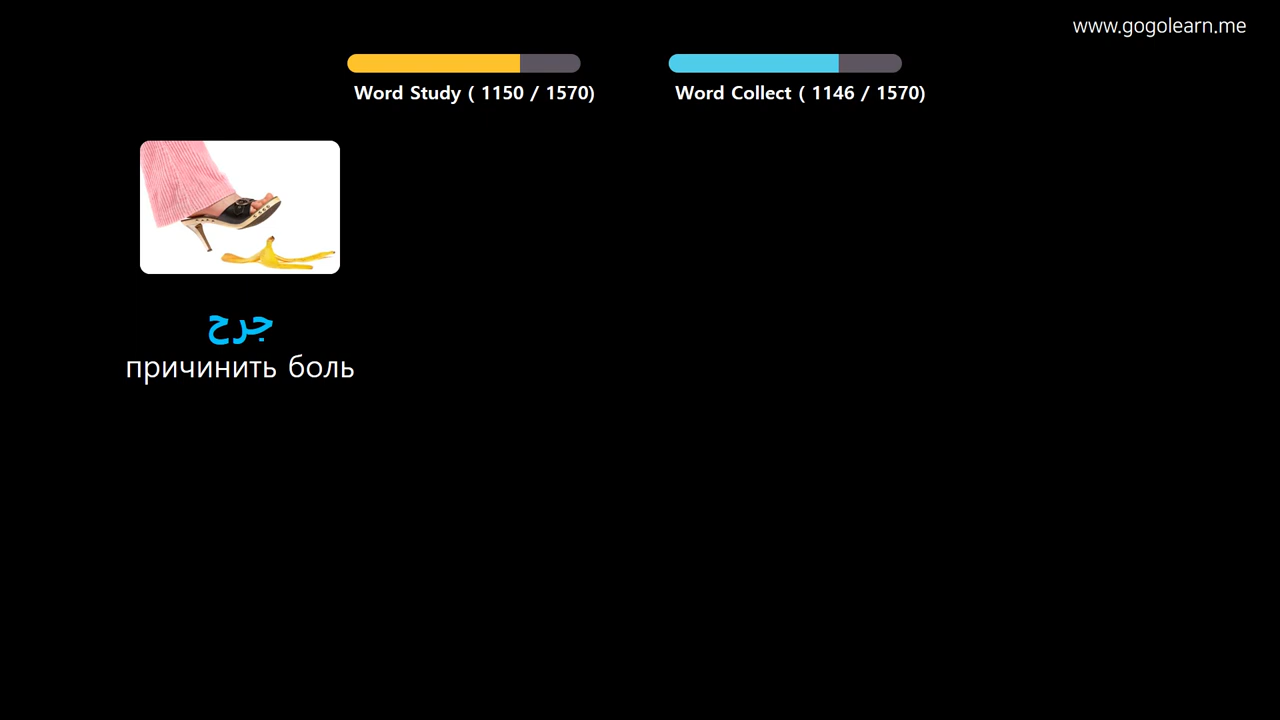 www.gogolearn.me
Word Study ( 1150 / 1570)
Word Collect ( 1146 / 1570)
جرح
причинить боль